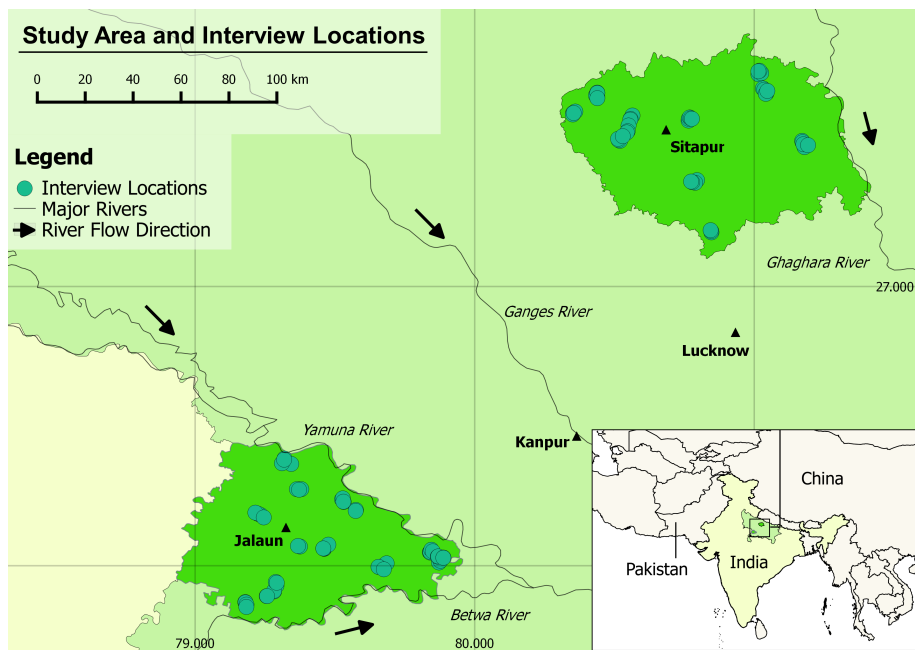 Study Area and Interview Locations
0 20 40 60 80 100 km
Legend
Interview Locations
Major Rivers
River Flow Direction
Sitapur
Ghaghara River
27.000
Ganges River
Lucknow
Yamuna River
Kanpur
Jalaun
Betwa River
79.000
80.000
China
Pakistan
India